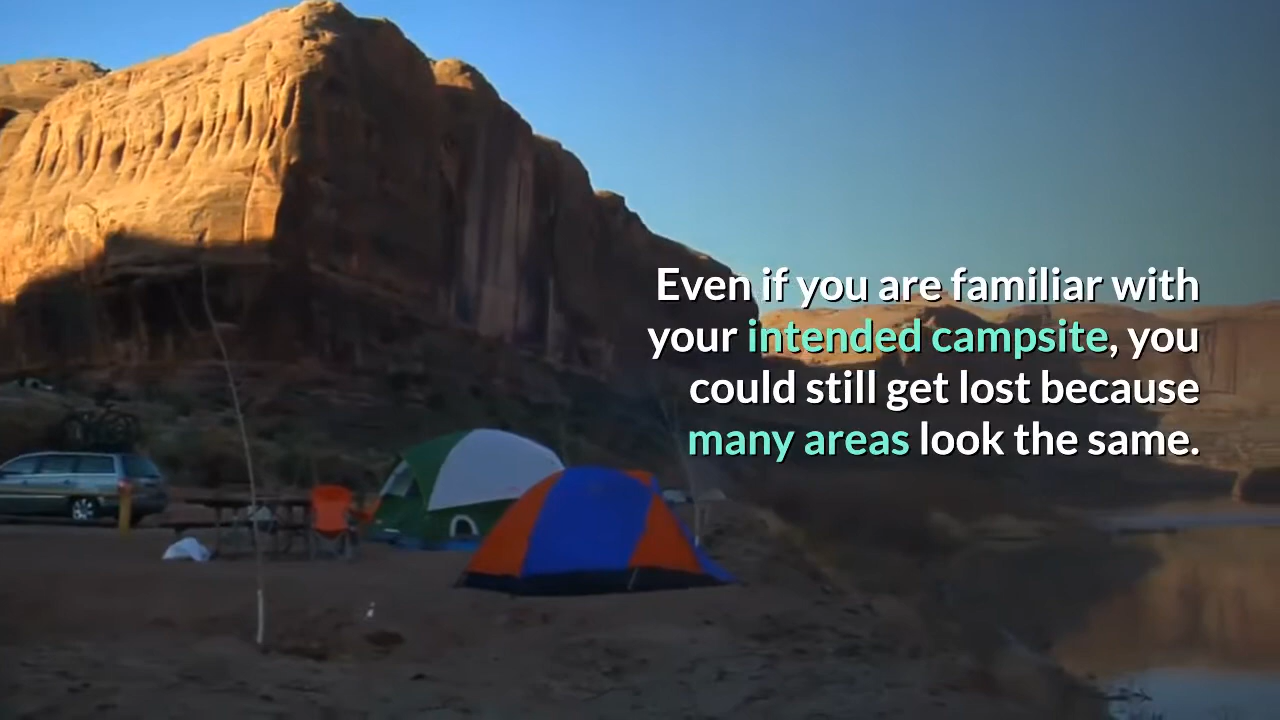 Even if you are familiar with
your intended campsite, you
could still get lost because
many areas look the same.